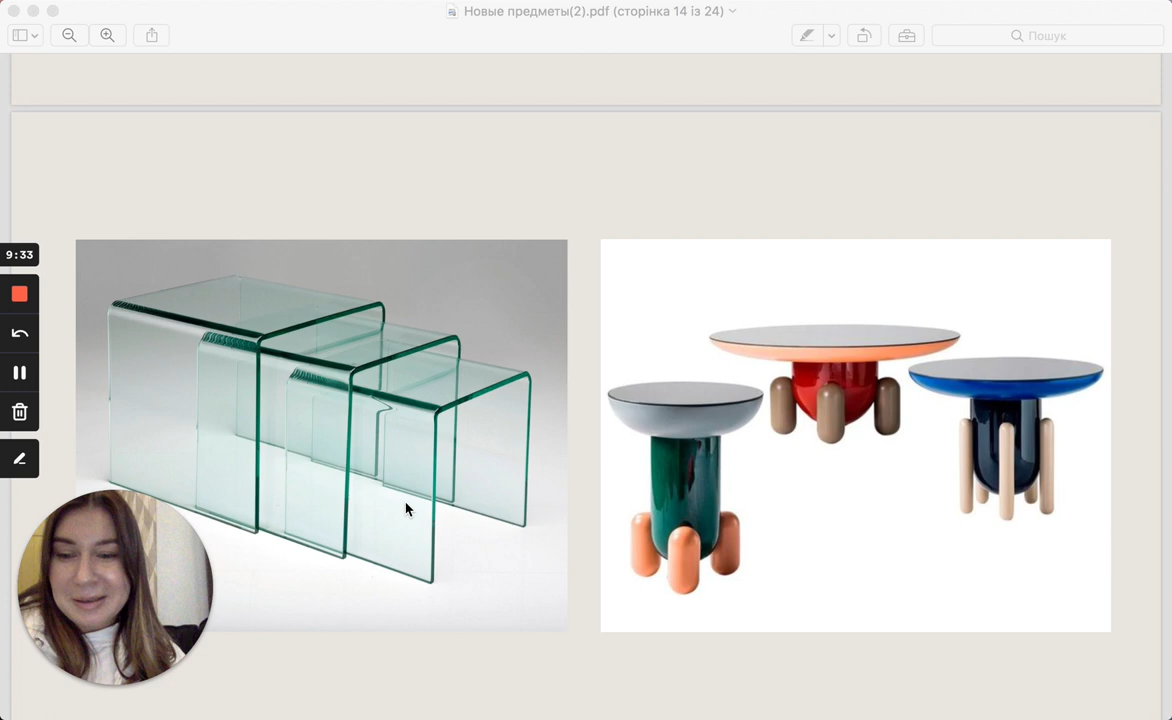 Новые предметы(2).pdf (сторінка 14 із 24)
Пошук
9:33